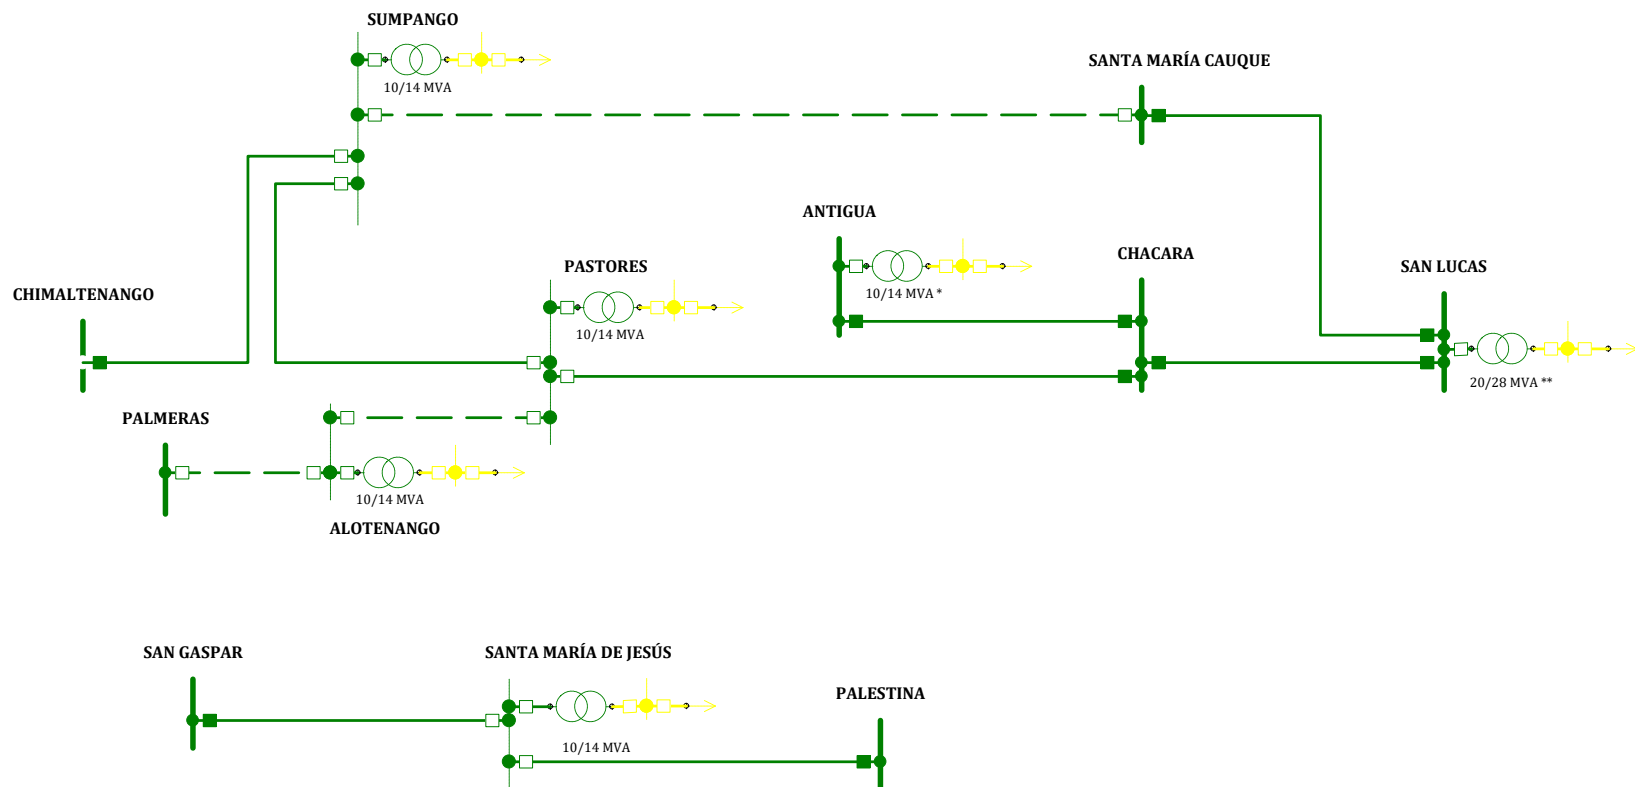 SUMPANGO
10/14 MVA
SANTA MARÍA CAUQUE
ANTIGUA
10/14 MVA *
CHACARA
PASTORES
10/14 MVA
SAN LUCAS
20/28 MVA **
CHIMALTENANGO
PALMERAS
10/14 MVA
ALOTENANGO
SAN GASPAR
SANTA MARÍA DE JESÚS
10/14 MVA
PALESTINA